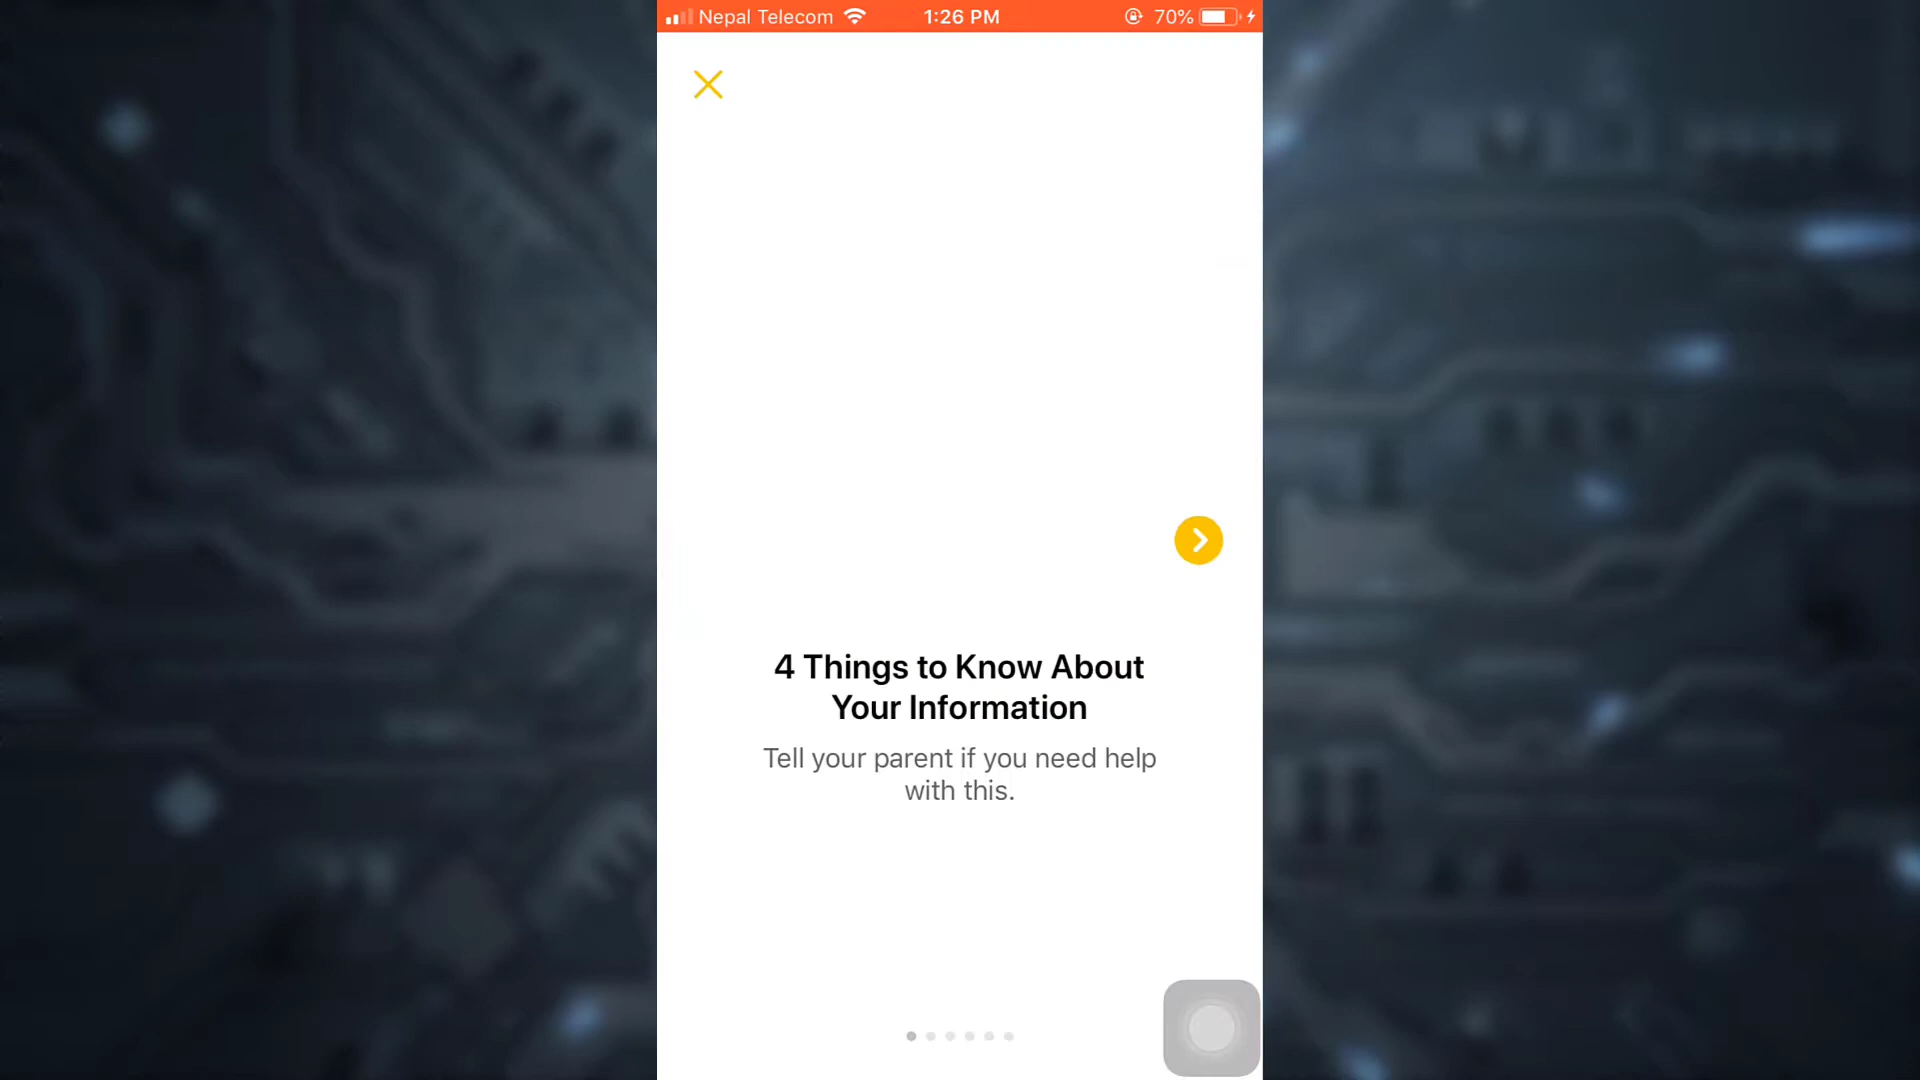 Nepal Telecom 1:26 PM 70%
4 Things to Know About
Your Information
Tell your parent if you need help
with this.